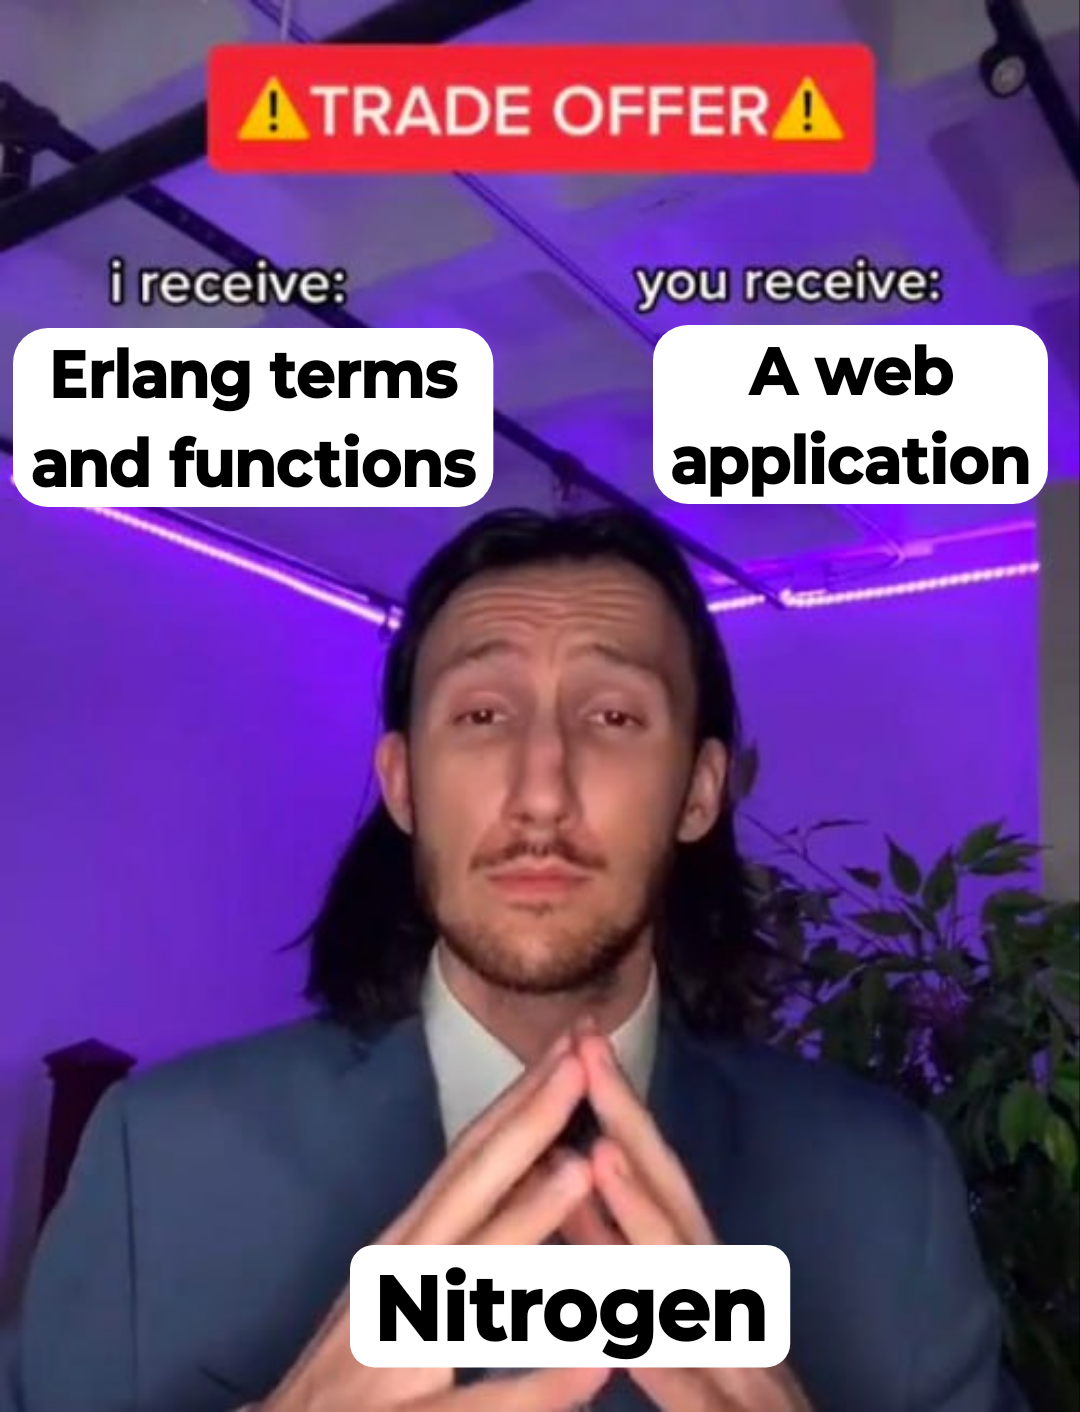 ⚠️TRADE OFFER⚠️
i receive:
you receive:
Erlang terms
and functions
A web
application
Nitrogen